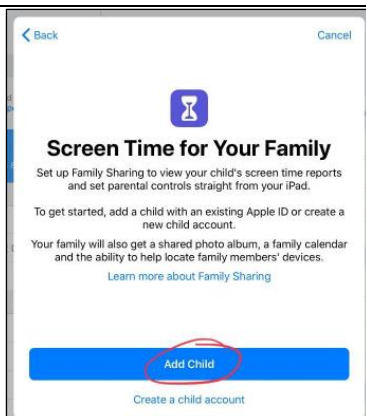 Back
Cancel
Screen Time for Your Family
Set up Family Sharing to view your child's screen time reports
and set parental controls straight from your iPad.
To get started, add a child with an existing Apple ID or create a
new child account.
Your family will also get a shared photo album, a family calendar
and the ability to help locate family members' devices.
Learn more about Family Sharing
Add Child
Create a child account